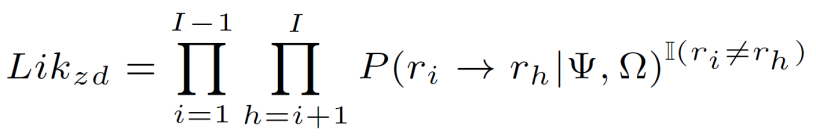 $Lik_{zd} = \prod_{i=1}^{I-1} \prod_{h=i+1}^{I} P(r_i \rightarrow r_h | \Psi, \Omega)^{\mathbb{I}(r_i \neq r_h)}$